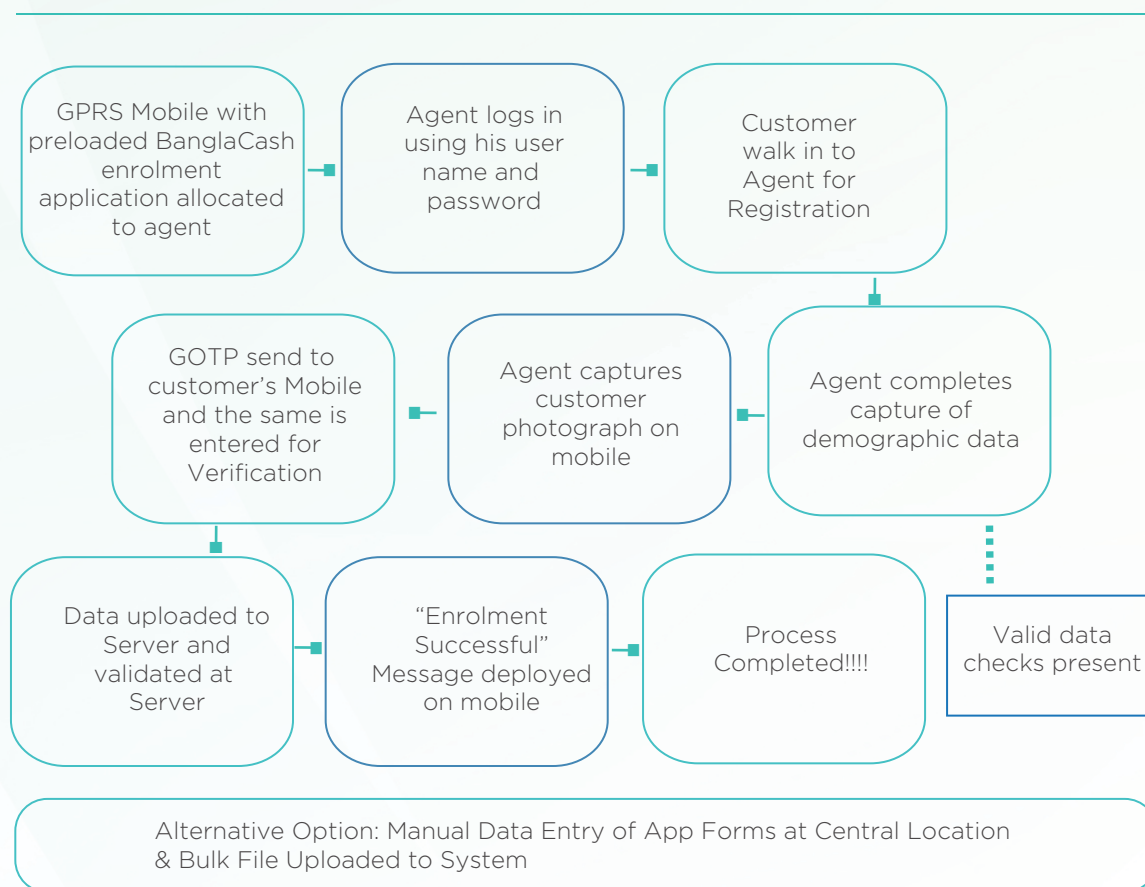 GPRS Mobile with
preloaded BanglaCash
enrolment
application allocated
to agent
Agent logs in
using his user
name and
password
Customer
walk in to
Agent for
Registration
Agent completes
capture of
demographic data
Agent captures
customer
photograph on
mobile
GOTP send to
customer’s Mobile
and the same is
entered for
Verification
Data uploaded to
Server and
validated at
Server
“Enrolment
Successful”
Message deployed
on mobile
Process
Completed!!!!
Valid data
checks present
Alternative Option: Manual Data Entry of App Forms at Central Location
& Bulk File Uploaded to System